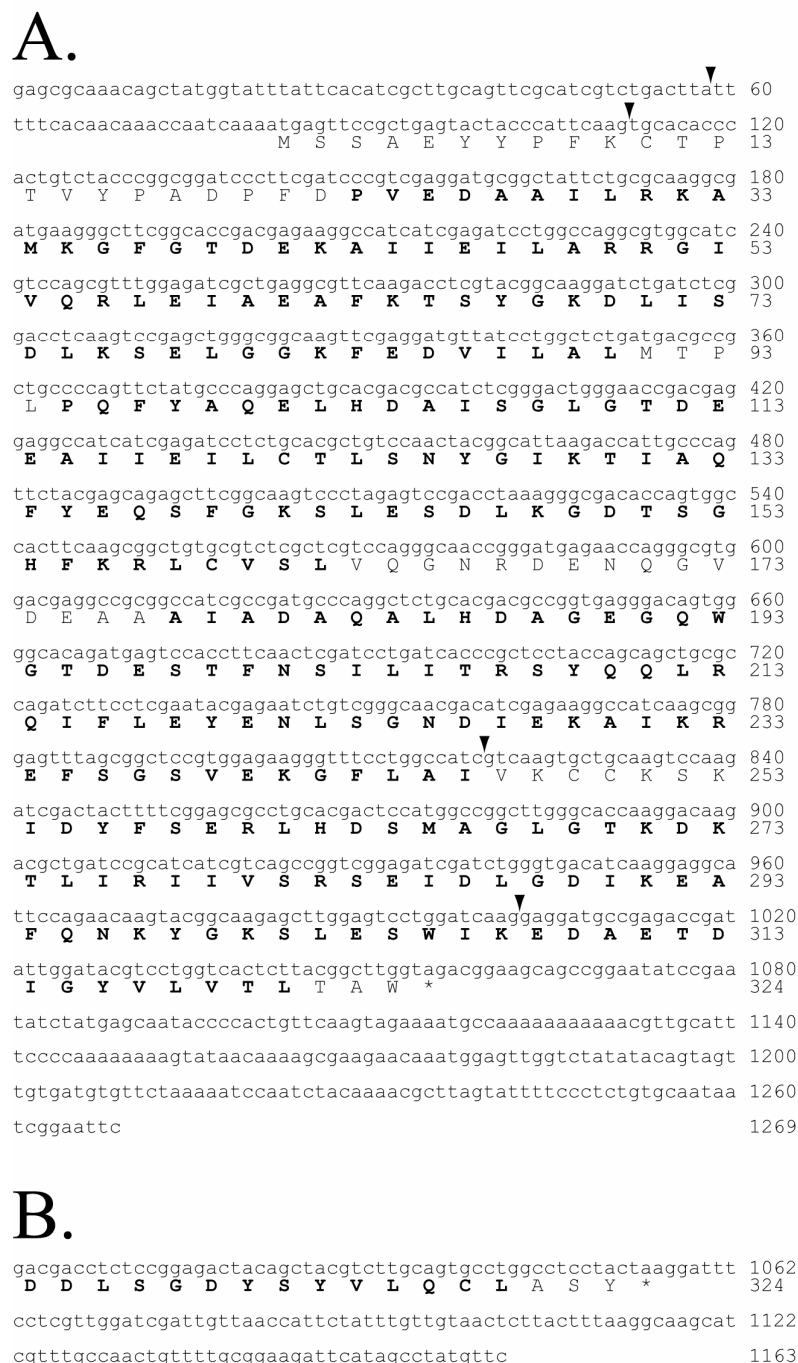 A.
gagcgcaaacagctatggtatttattcacatcgcttgcagttcgcatcgtctgacttatt 60
tttcacaacaaaccaatcaaaatgagttccgctgagtactacccattcaagtgcacaccc 120
M S S A E Y Y P F K C T P 13
actgtctacccggcggatcccttcgatcccgtcgaggatgcggctattctgcgcaaggcg 180
T V Y P A D P F D P V E D A A I L R K A 33
atgaagggcttcggcaccgacgagaaggccatcatcgagatcctggccaggcgtggcatc 240
M K G F G T D E K A I I E I L A R R G I 53
gtccagcgtttggagatcgctgaggcgttcaagacctcgtacggcaaggatctgatctcg 300
V Q R L E I A E A F K T S Y G K D L I S 73
gacctcaagtccgagctgggcggcaagttcgaggatgttatcctggctctgatgacgccg 360
D L K S E L G G K F E D V I L A L M T P 93
ctgccccagttctatgcccaggagctgcacgacgccatctcgggactgggaaccgacgag 420
L P Q F Y A Q E L H D A I S G L G T D E 113
gaggccatcatcgagatcctctgcacgctgtccaactacggcattaagaccattgcccag 480
E A I I E I L C T L S N Y G I K T I A Q 133
ttctacgagcagagcttcggcaagtccctagagtccgacctaaagggcgacaccagtggc 540
F Y E Q S F G K S L E S D L K G D T S G 153
cacttcaagcggctgtgcgtctcgctcgtccagggcaaccgggatgagaaccagggcgtg 600
H F K R L C V S L V Q G N R D E N Q G V 173
gacgaggccgcggccatcgccgatgcccaggctctgcacgacgccggtgagggacagtgg 660
D E A A A I A D A Q A L H D A G E G Q W 193
ggcacagatgagtccaccttcaactcgatcctgatcacccgctcctaccagcagctgcgc 720
G T D E S T F N S I L I T R S Y Q Q L R 213
cagatcttcctcgaatacgagaatctgtcgggcaacgacatcgagaaggccatcaagcgg 780
Q I F L E Y E N L S G N D I E K A I K R 233
gagtttagcggctccgtggagaagggtttcctggccatcgtcaagtgctgcaagtccaag 840
E F S G S V E K G F L A I V K C C K S K 253
atcgactacttttcggagcgcctgcacgactccatggccggcttgggcaccaaggacaag 900
I D Y F S E R L H D S M A G L G T K D K 273
acgctgatccgcatcatcgtcagccggtcggagatcgatctgggtgacatcaaggaggca 960
T L I R I I V S R S E I D L G D I K E A 293
ttccagaacaagtacggcaagagcttggagtcctggatcaaggaggatgccgagaccgat 1020
F Q N K Y G K S L E S W I K E D A E T D 313
attggatacgtcctggtcactcttacggcttggtagacggaagcagccggaatatccgaa 1080
I G Y V L V T L T A W * 324
tatctatgagcaataccccactgttcaagtagaaaatgccaaaaaaaaaaacgttgcatt 1140
tccccaaaaaaaagtataacaaaagcgaagaacaaatggagttggtctatatacagtagt 1200
tgtgatgtgttctaaaaatccaatctacaaaacgcttagtattttccctctgtgcaataa 1260
tcggaattc 1269
B.
gacgacctctccggagactacagctacgtcttgcagtgcctggcctcctactaaggattt 1062
D D L S G D Y S Y V L Q C L A S Y * 324
cctcgttggatcgattgttaaccattctatttgttgtaactcttactttaaggcaagcat 1122
cgtttgccaactgttttgcggaagattcatagcctatgttc 1163